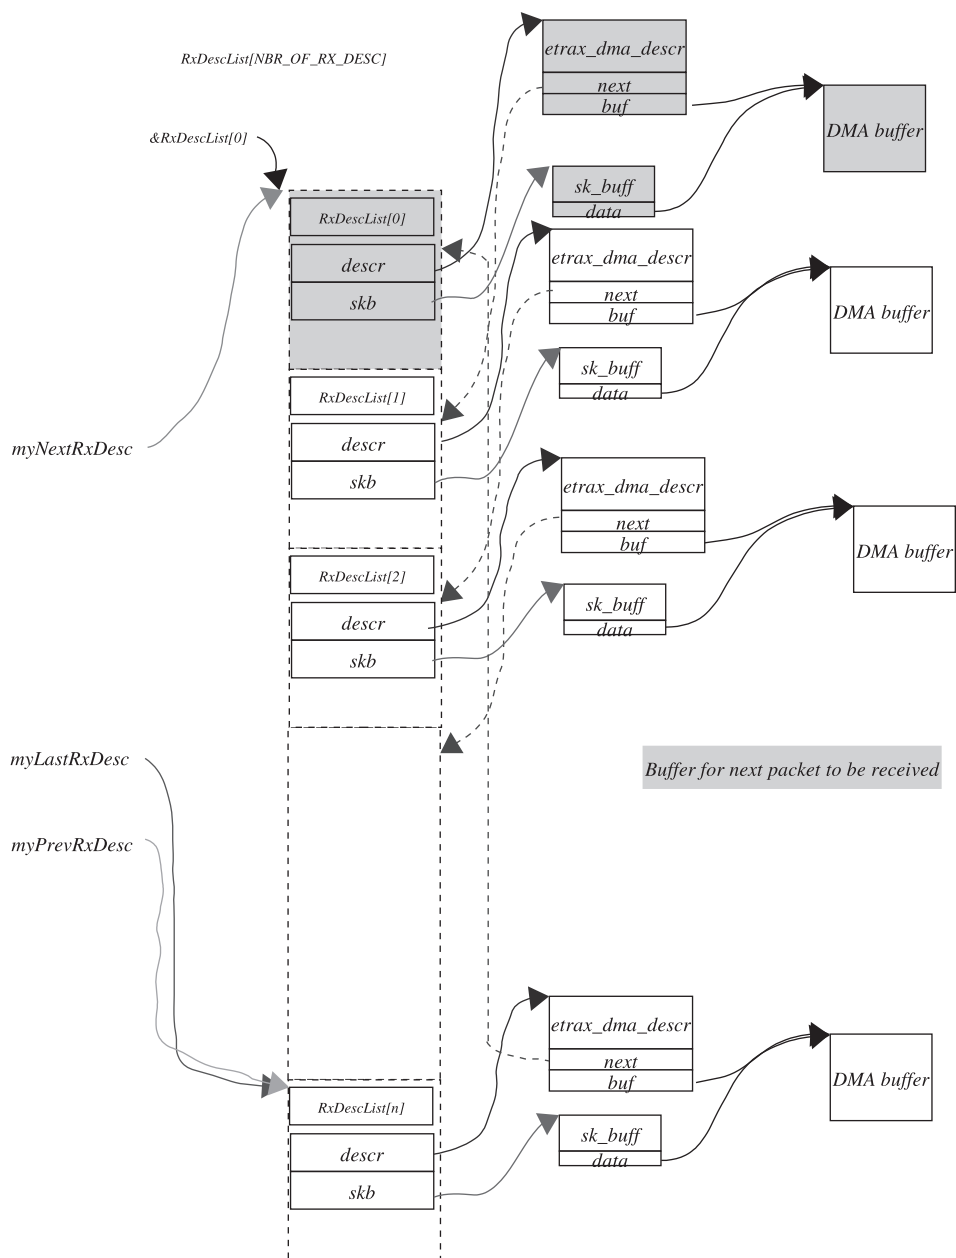 RxDescList[NBR_OF_RX_DESC]
etrax_dma_descr
next
buf
DMA buffer
&RxDescList[0]
sk_buff
data
RxDescList[0]
descr
skb
etrax_dma_descr
next
buf
DMA buffer
sk_buff
data
RxDescList[1]
descr
skb
myNextRxDesc
etrax_dma_descr
next
buf
DMA buffer
RxDescList[2]
descr
skb
sk_buff
data
myLastRxDesc
Buffer for next packet to be received
myPrevRxDesc
etrax_dma_descr
next
buf
DMA buffer
RxDescList[n]
descr
skb
sk_buff
data